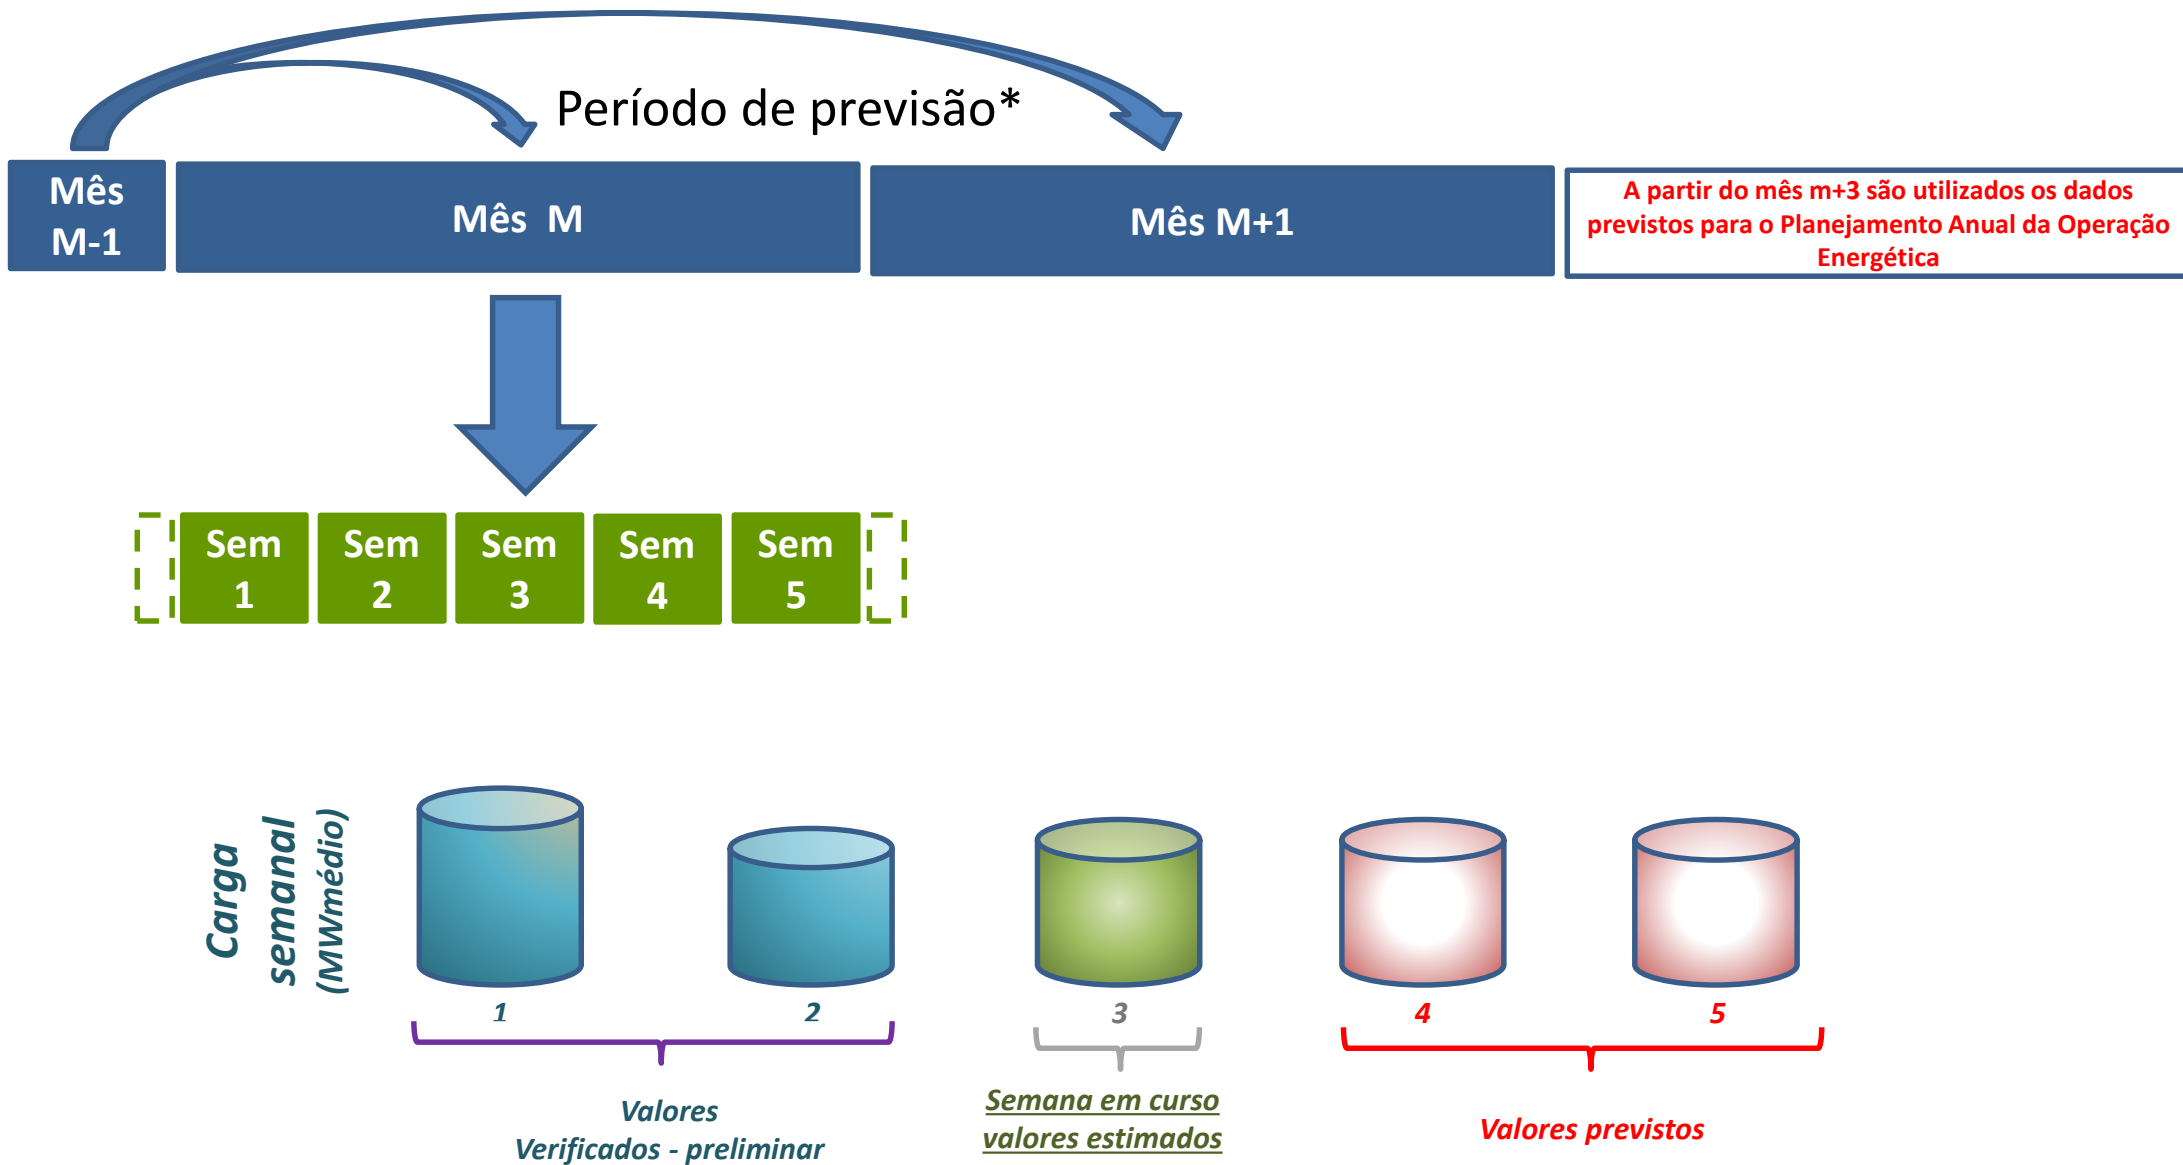 Período de previsão*
Mês
M-1
Mês M
Mês M+1
A partir do mês m+3 são utilizados os dados
previstos para o Planejamento Anual da Operação
Energética
Sem
1
Sem
2
Sem
3
Sem
4
Sem
5
Carga
semanal
(MWmédio)
1
2
3
4
5
Valores
Verificados - preliminar
Semana em curso
valores estimados
Valores previstos